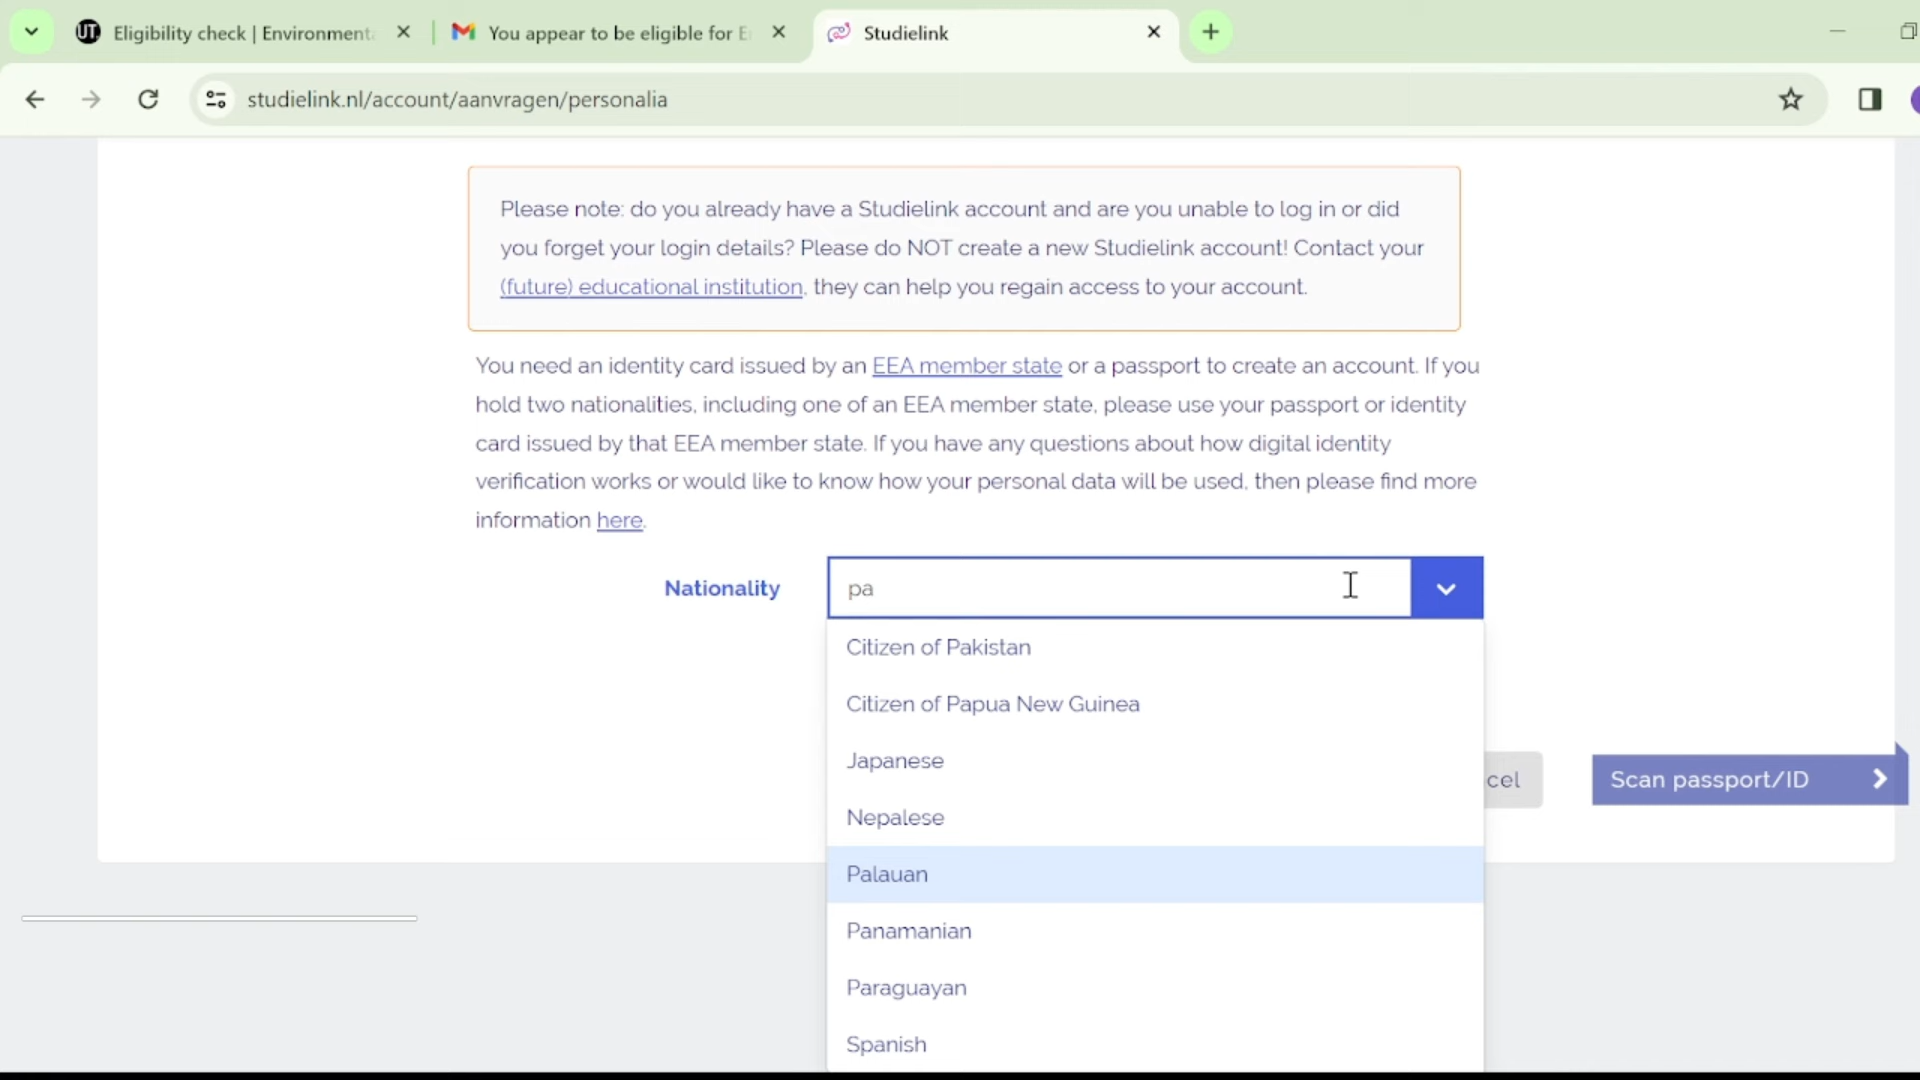 UT. Eligibility check | Environment
You appear to be eligible for E
Studielink
studielink.nl/account/aanvragen/personalia
Please note: do you already have a Studielink account and are you unable to log in or did
you forget your login details? Please do NOT create a new Studielink account! Contact your
(future) educational institution, they can help you regain access to your account.
You need an identity card issued by an EEA member state or a passport to create an account. If you
hold two nationalities, including one of an EEA member state, please use your passport or identity
card issued by that EEA member state. If you have any questions about how digital identity
verification works or would like to know how your personal data will be used, then please find more
information here.
Nationality
pa
Citizen of Pakistan
Citizen of Papua New Guinea
Japanese
cel
Scan passport/ID
Nepalese
Palauan
Panamanian
Paraguayan
Spanish